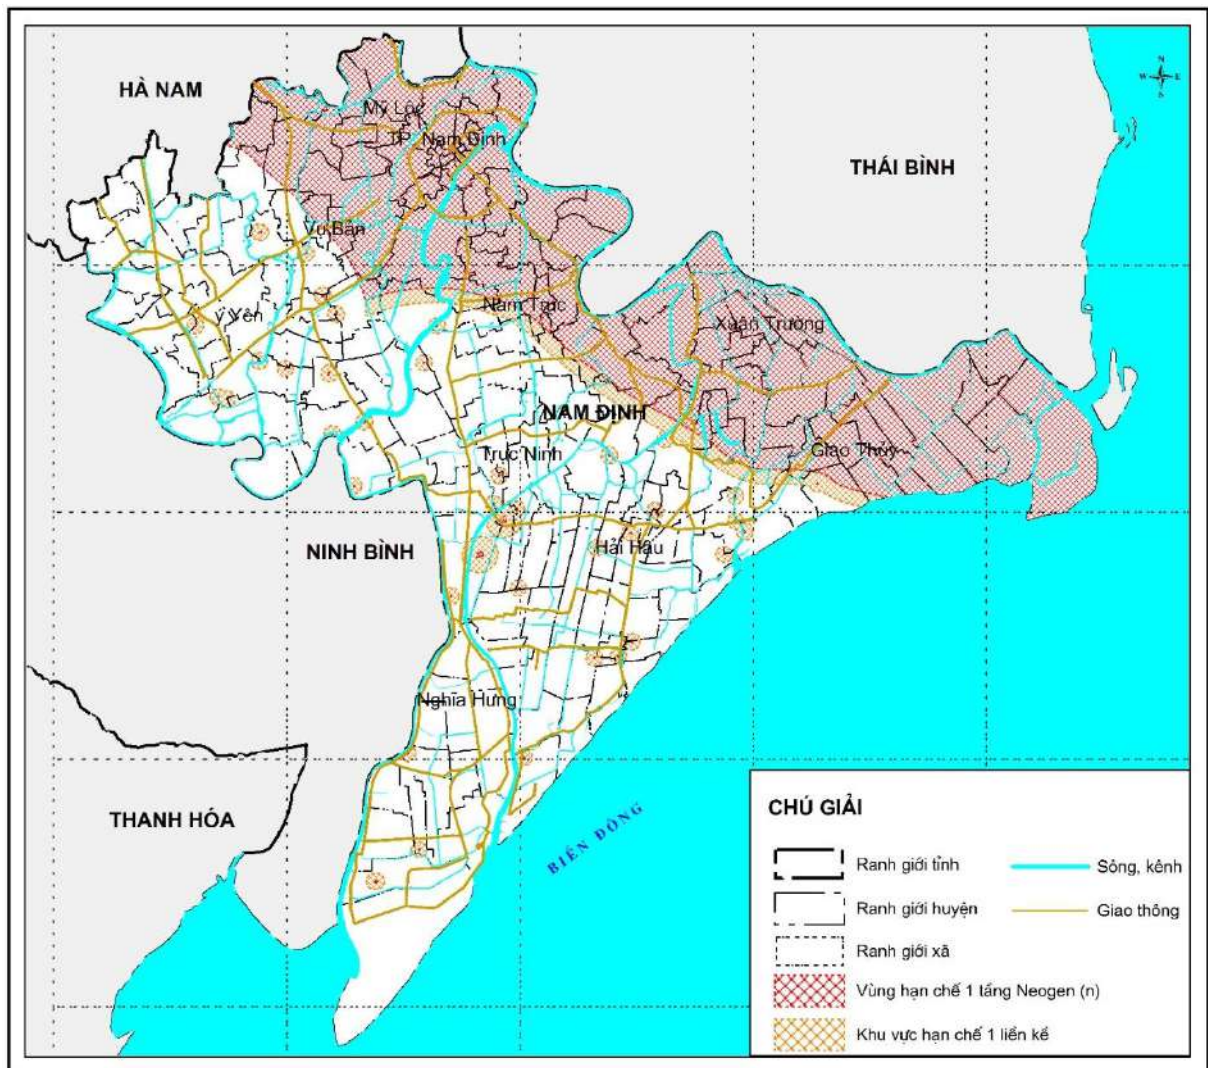 HÀ NAM
N
W E
S
Mỹ Lộc
TP. Nam Định
THÁI BÌNH
Vụ Bản
Nam Trực
Ý Yên
Xuân Trường
NAM ĐỊNH
Trực Ninh
Giao Thủy
NINH BÌNH
Hải Hậu
Nghĩa Hưng
THANH HÓA
BIỂN ĐÔNG
CHÚ GIẢI
Ranh giới tỉnh
Sông, kênh
Ranh giới huyện
Giao thông
Ranh giới xã
Vùng hạn chế 1 tầng Neogen (n)
Khu vực hạn chế 1 liền kề